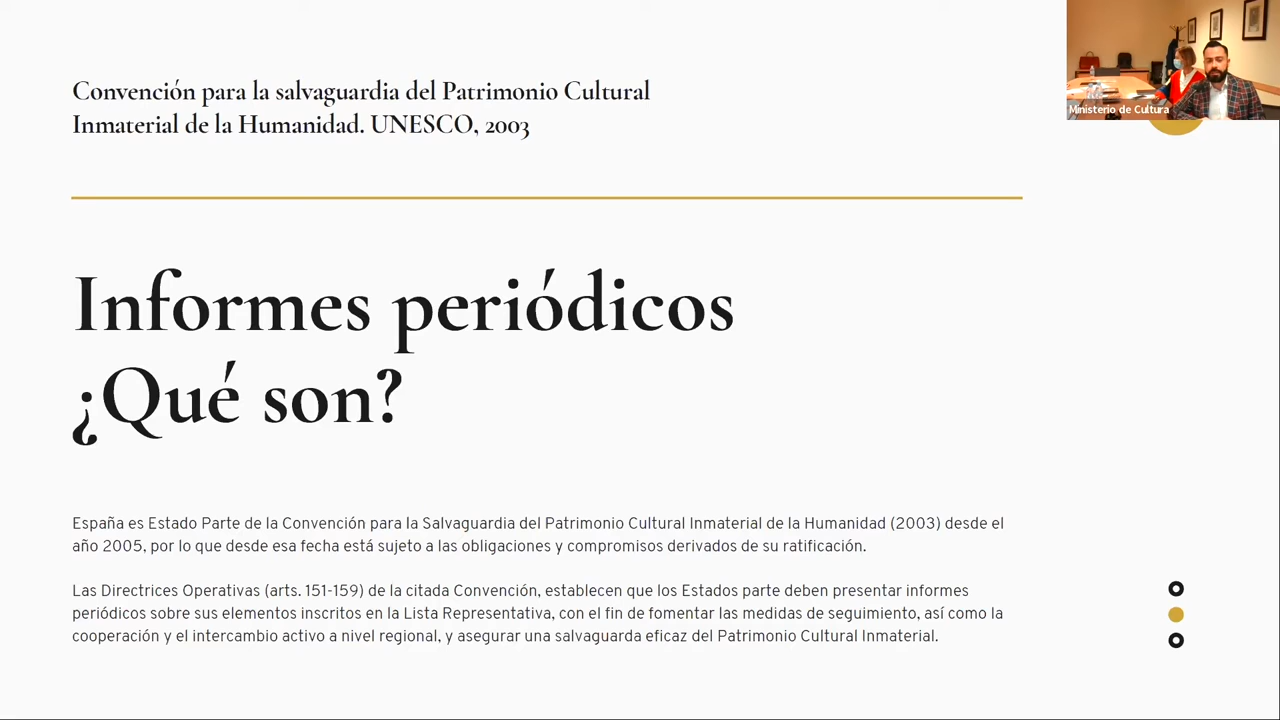 Convención para la salvaguardia del Patrimonio Cultural
Inmaterial de la Humanidad. UNESCO, 2003
Ministerio de Cultura
Informes periódicos
¿Qué son?
España es Estado Parte de la Convención para la Salvaguardia del Patrimonio Cultural Inmaterial de la Humanidad (2003) desde el
año 2005, por lo que desde esa fecha está sujeto a las obligaciones y compromisos derivados de su ratificación.
Las Directrices Operativas (arts. 151-159) de la citada Convención, establecen que los Estados parte deben presentar informes
periódicos sobre sus elementos inscritos en la Lista Representativa, con el fin de fomentar las medidas de seguimiento, así como la
cooperación y el intercambio activo a nivel regional, y asegurar una salvaguarda eficaz del Patrimonio Cultural Inmaterial.